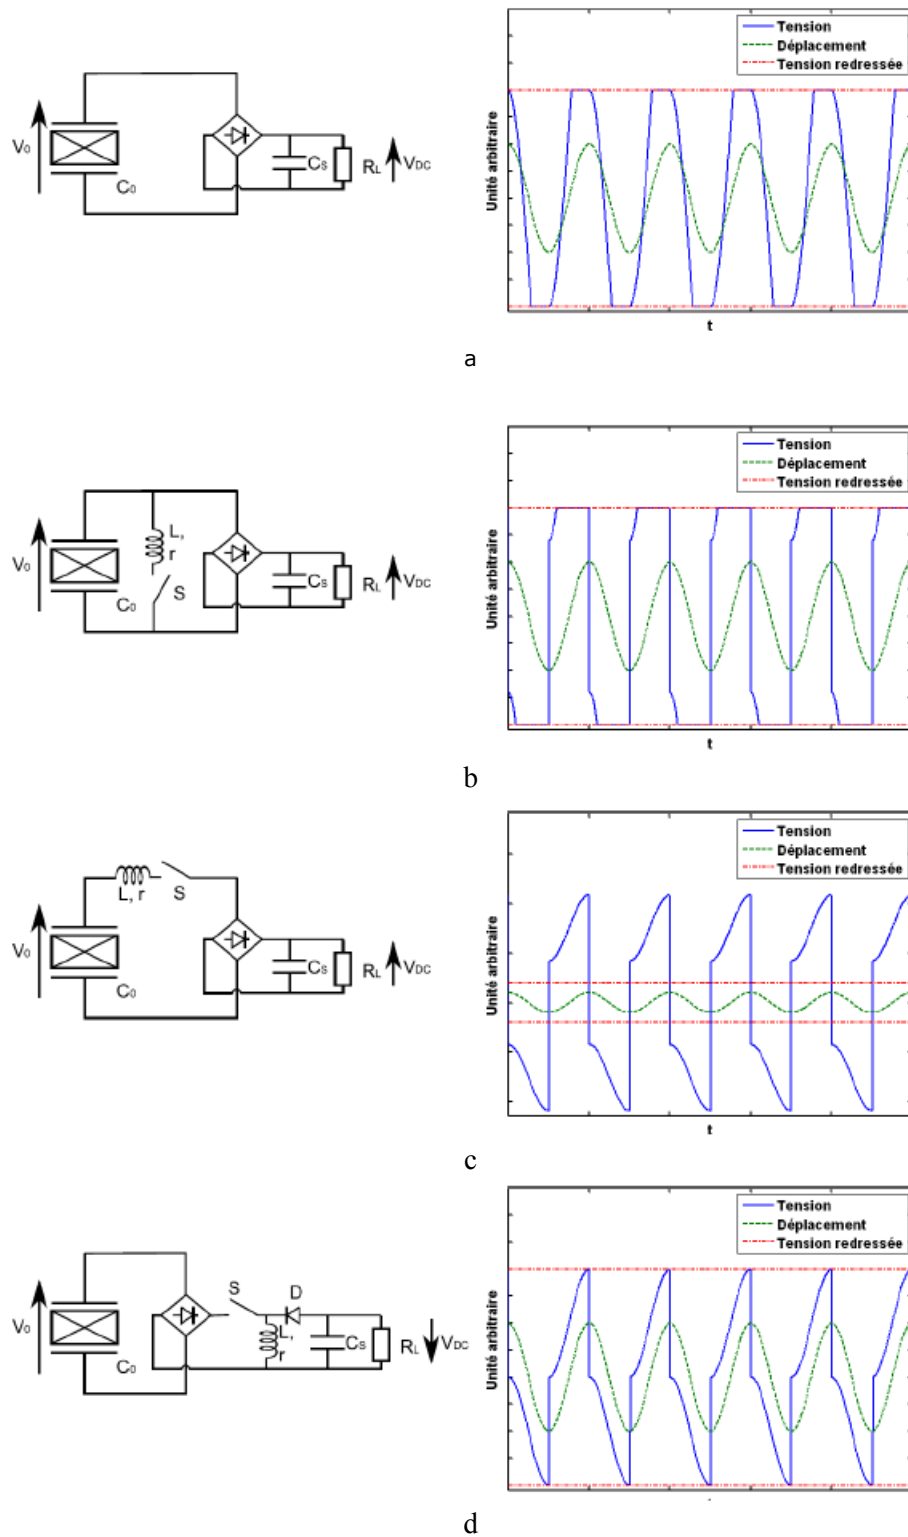 Tension
Déplacement
Tension redressée
V0
C0
CS
RL
VDC
Unité arbitraire
t
a
Tension
Déplacement
Tension redressée
V0
C0
L,
r
S
CS
RL
VDC
Unité arbitraire
t
b
Tension
Déplacement
Tension redressée
V0
C0
L, r
S
CS
RL
VDC
Unité arbitraire
t
c
Tension
Déplacement
Tension redressée
V0
C0
S
D
L,
r
CS
RL
VDC
Unité arbitraire
d